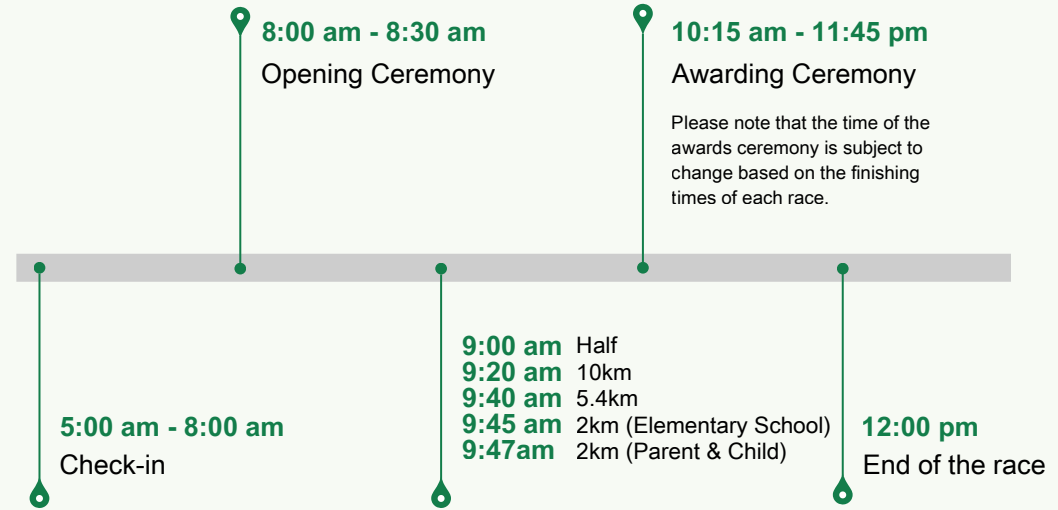 8:00 am - 8:30 am
Opening Ceremony
10:15 am - 11:45 pm
Awarding Ceremony
Please note that the time of the
awards ceremony is subject to
change based on the finishing
times of each race.
5:00 am - 8:00 am
Check-in
9:00 am Half
9:20 am 10km
9:40 am 5.4km
9:45 am 2km (Elementary School)
9:47am 2km (Parent & Child)
12:00 pm
End of the race